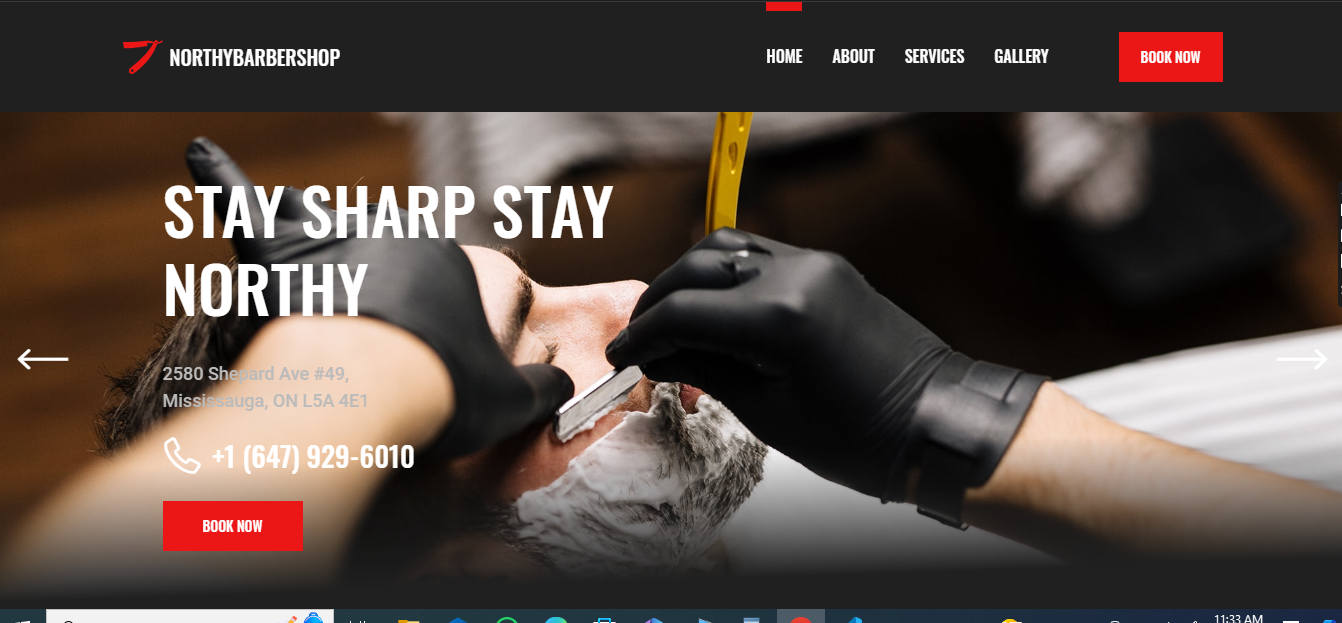 NORTHYBARBERSHOP
HOME ABOUT SERVICES GALLERY BOOK NOW
STAY SHARP STAY
NORTHY
2580 Shepard Ave #49,
Mississauga, ON L5A 4E1
+1 (647) 929-6010
BOOK NOW
11:33 AM